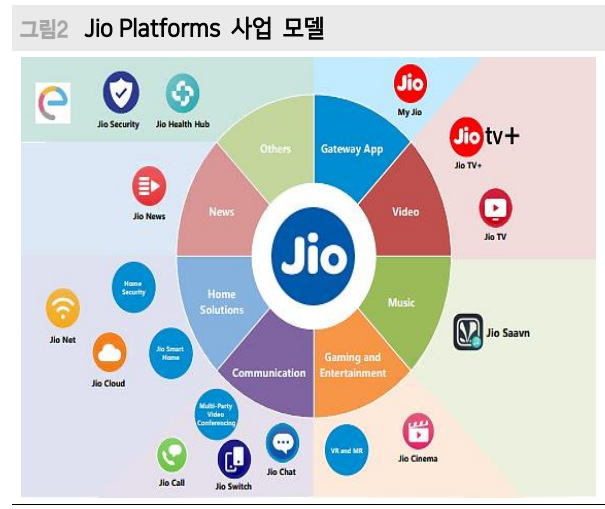 그림2 Jio Platforms 사업 모델
Jio Security
Jio Health Hub
Jio
My Jio
Jio tv+
Jio TV+
Jio TV
Others
Gateway App
News
Video
Jio
Home
Solutions
Music
Communication
Gaming and
Entertainment
Jio News
Home
Security
Jio Net
Jio Smart
Home
Jio Cloud
Multi-Party
Video
Conferencing
Jio Call
Jio Switch
Jio Chat
VR and MR
Jio Cinema
Jio Saavn